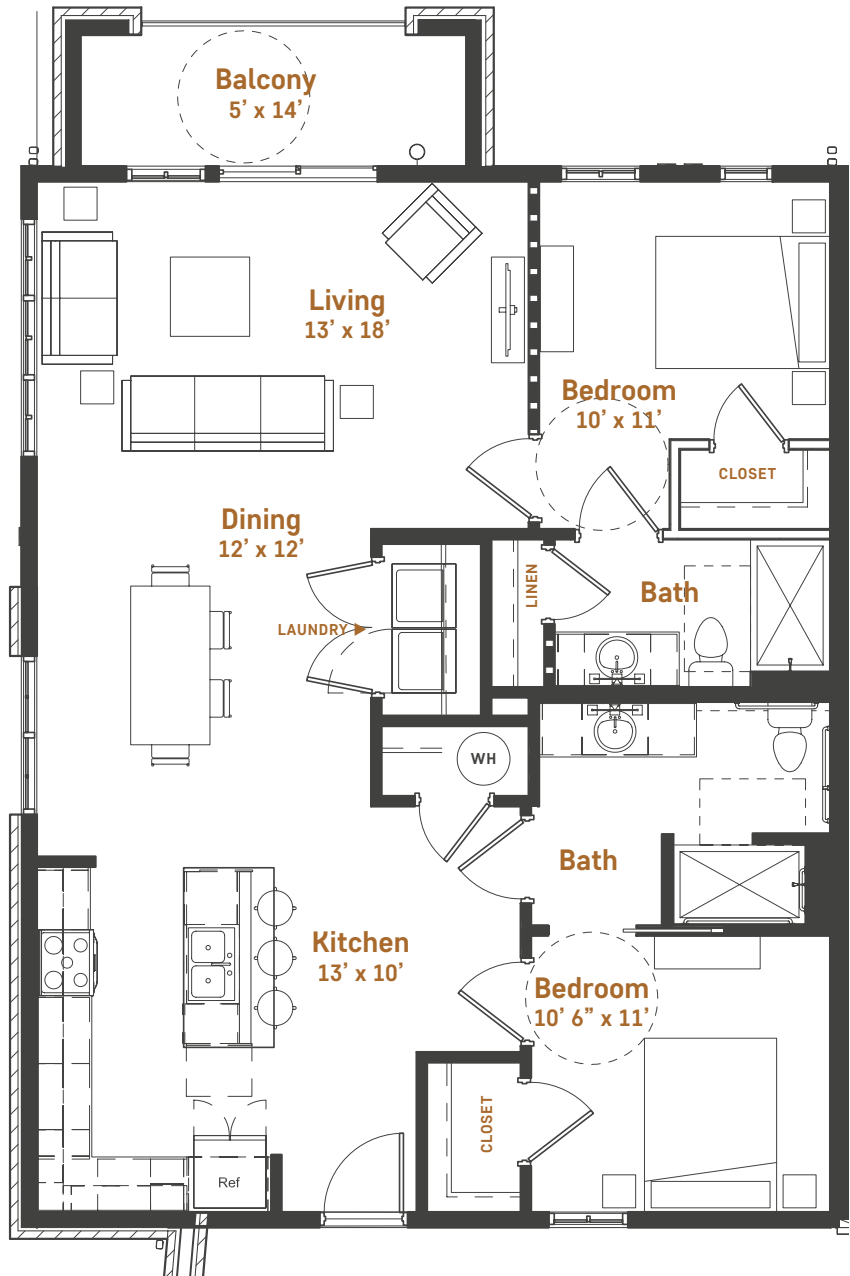 Balcony
5’ x 14’
Living
13’ x 18’
Bedroom
10’ x 11’
CLOSET
Dining
12’ x 12’
LINEN
Bath
LAUNDRY
WH
Bath
Kitchen
13’ x 10’
Bedroom
10’ 6” x 11’
CLOSET
Ref